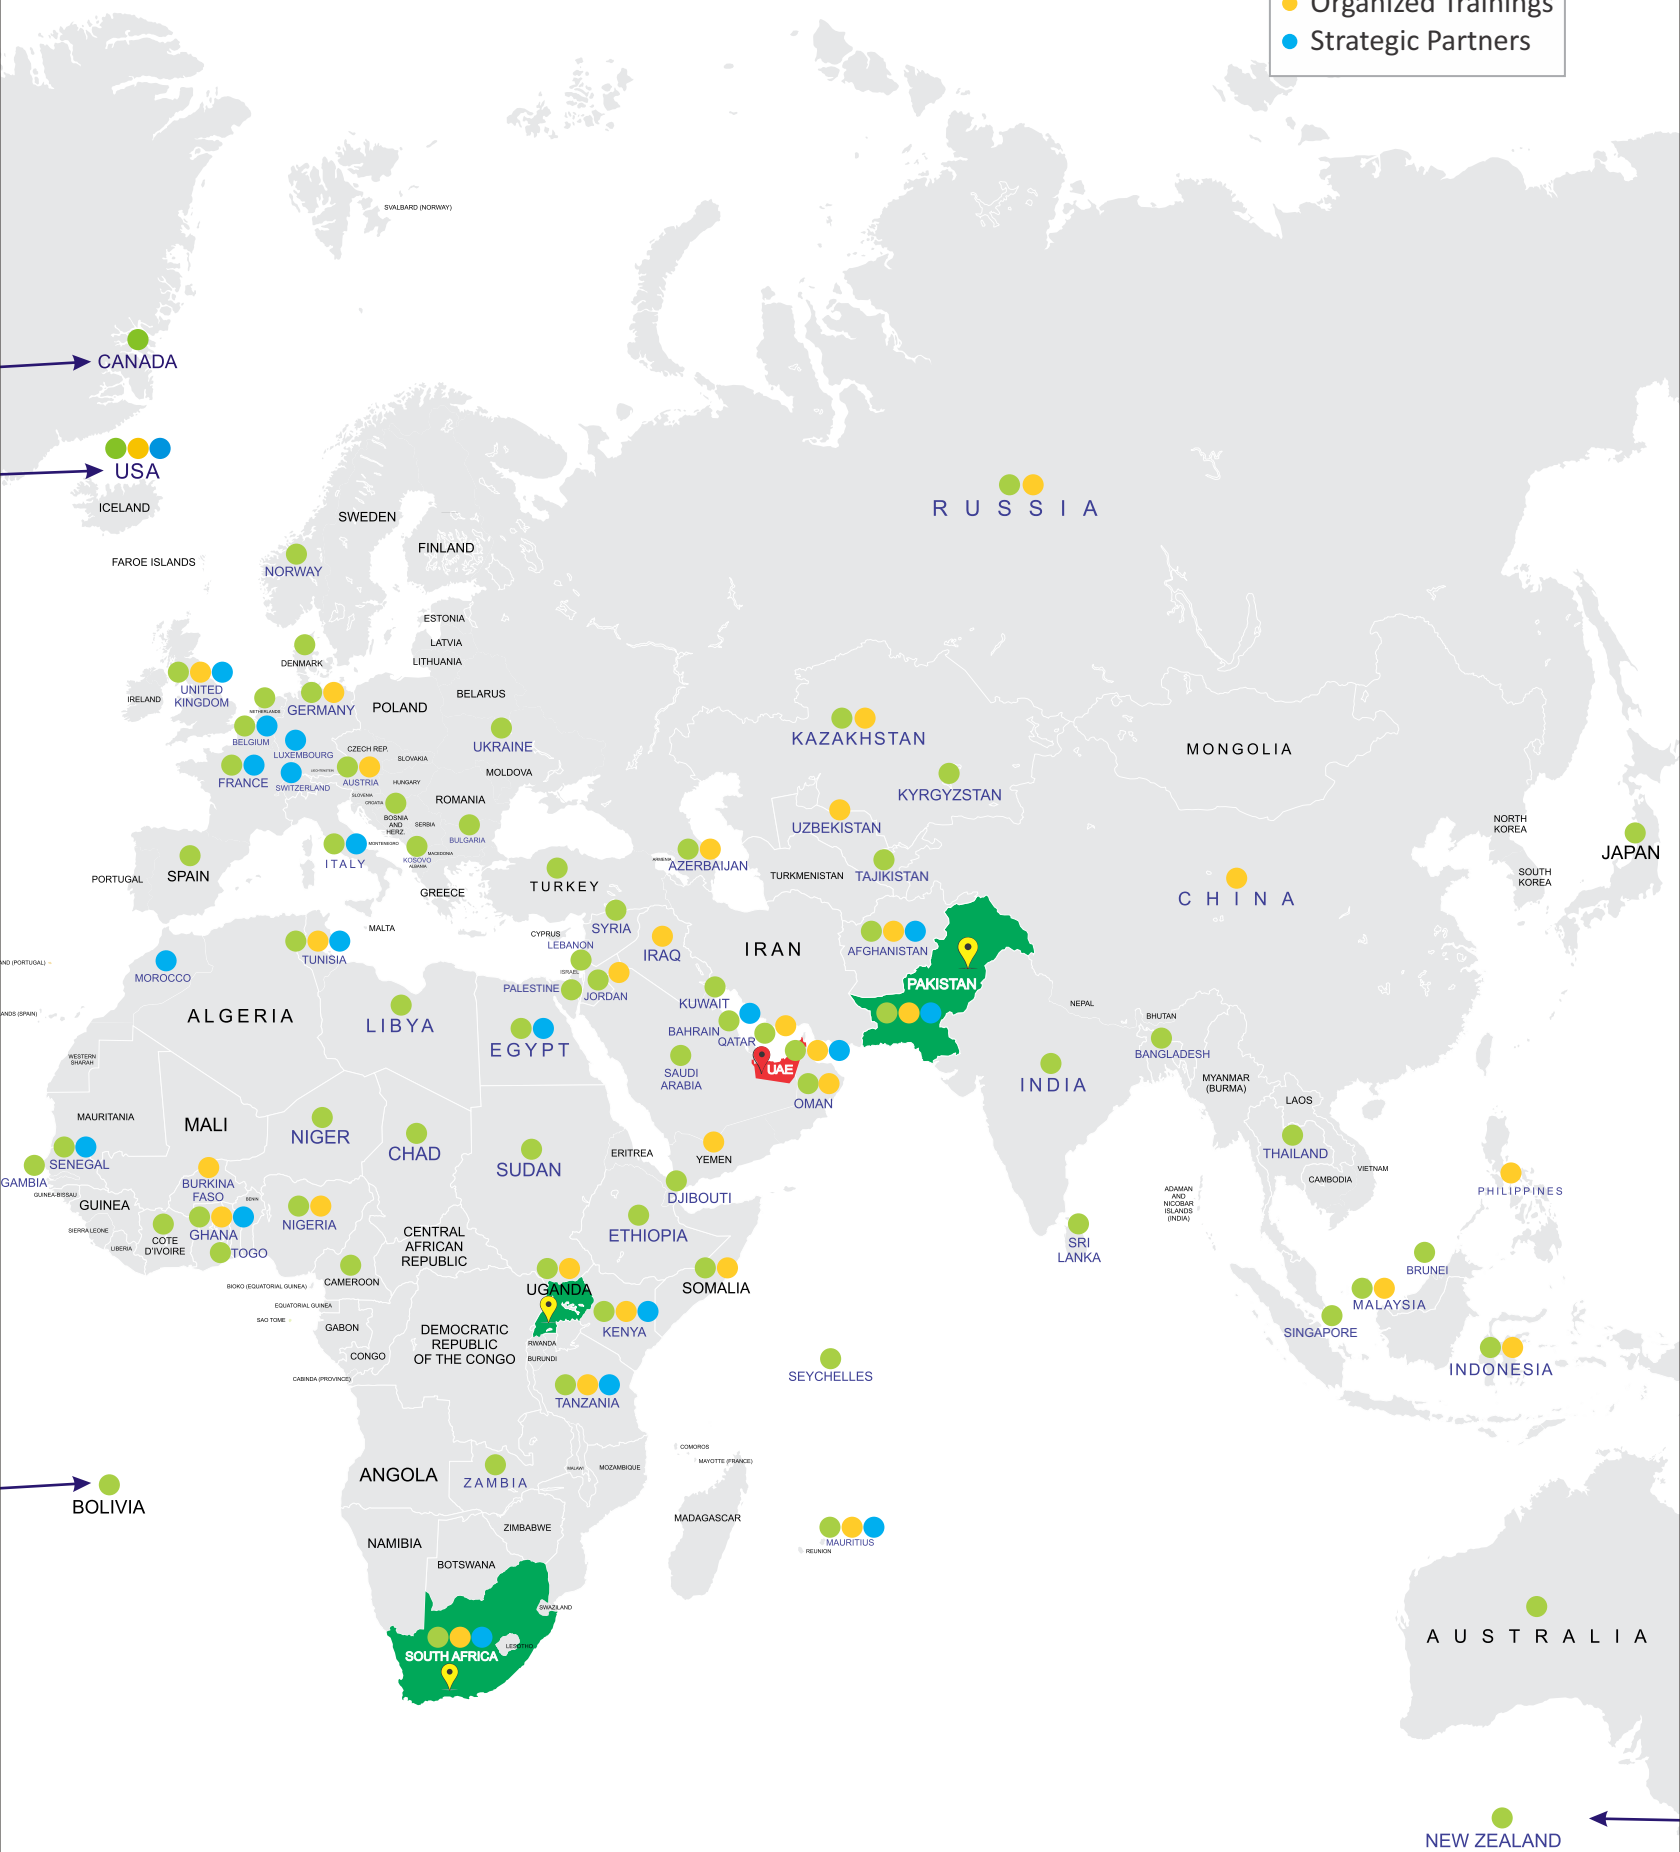 Organized Trainings
Strategic Partners
SVALBARD (NORWAY)
CANADA
USA
ICELAND
RUSSIA
SWEDEN
FINLAND
FAROE ISLANDS
NORWAY
ESTONIA
LATVIA
LITHUANIA
DENMARK
IRELAND
UNITED
KINGDOM
NETHERLANDS
GERMANY
POLAND
BELARUS
BELGIUM
LUXEMBOURG
UKRAINE
KAZAKHSTAN
MONGOLIA
CZECH REP.
SLOVAKIA
FRANCE
SWITZERLAND
LIECHTENSTEIN
AUSTRIA
HUNGARY
MOLDOVA
KYRGYZSTAN
SLOVENIA
CROATIA
ROMANIA
BOSNIA
AND
HERZ.
SERBIA
BULGARIA
UZBEKISTAN
NORTH
KOREA
JAPAN
ITALY
MONTENEGRO
KOSOVO
MACEDONIA
ALBANIA
ARMENIA
AZERBAIJAN
TURKMENISTAN
TAJIKISTAN
SOUTH
KOREA
PORTUGAL
SPAIN
GREECE
TURKEY
CHINA
MALTA
CYPRUS
SYRIA
LEBANON
IRAQ
IRAN
AFGHANISTAN
TUNISIA
MOROCCO
AND (PORTUGAL)
ISRAEL
PALESTINE
JORDAN
PAKISTAN
KUWAIT
NEPAL
ANDS (SPAIN)
ALGERIA
LIBYA
EGYPT
BAHRAIN
QATAR
BHUTAN
BANGLADESH
WESTERN
SHARAH
SAUDI
ARABIA
UAE
INDIA
MYANMAR
(BURMA)
OMAN
LAOS
MAURITANIA
MALI
NIGER
CHAD
SUDAN
ERITREA
YEMEN
THAILAND
VIETNAM
CAMBODIA
SENEGAL
GAMBIA
GUINEA-BISSAU
GUINEA
BURKINA
FASO
BENIN
DJIBOUTI
ADAMAN
AND
NICOBAR
ISLANDS
(INDIA)
PHILIPPINES
SIERRA LEONE
LIBERIA
COTE
D'IVOIRE
GHANA
TOGO
NIGERIA
CENTRAL
AFRICAN
REPUBLIC
ETHIOPIA
SRI
LANKA
BRUNEI
CAMEROON
BIOKO (EQUATORIAL GUINEA)
UGANDA
SOMALIA
MALAYSIA
EQUATORIAL GUINEA
SAO TOME
GABON
DEMOCRATIC
REPUBLIC
OF THE CONGO
KENYA
RWANDA
BURUNDI
SINGAPORE
CONGO
CABINDA (PROVINCE)
SEYCHELLES
INDONESIA
TANZANIA
COMOROS
MAYOTTE (FRANCE)
ANGOLA
ZAMBIA
MALAWI
MOZAMBIQUE
BOLIVIA
MADAGASCAR
ZIMBABWE
NAMIBIA
MAURITIUS
REUNION
BOTSWANA
SWAZILAND
AUSTRALIA
LESOTHO
SOUTH AFRICA
NEW ZEALAND